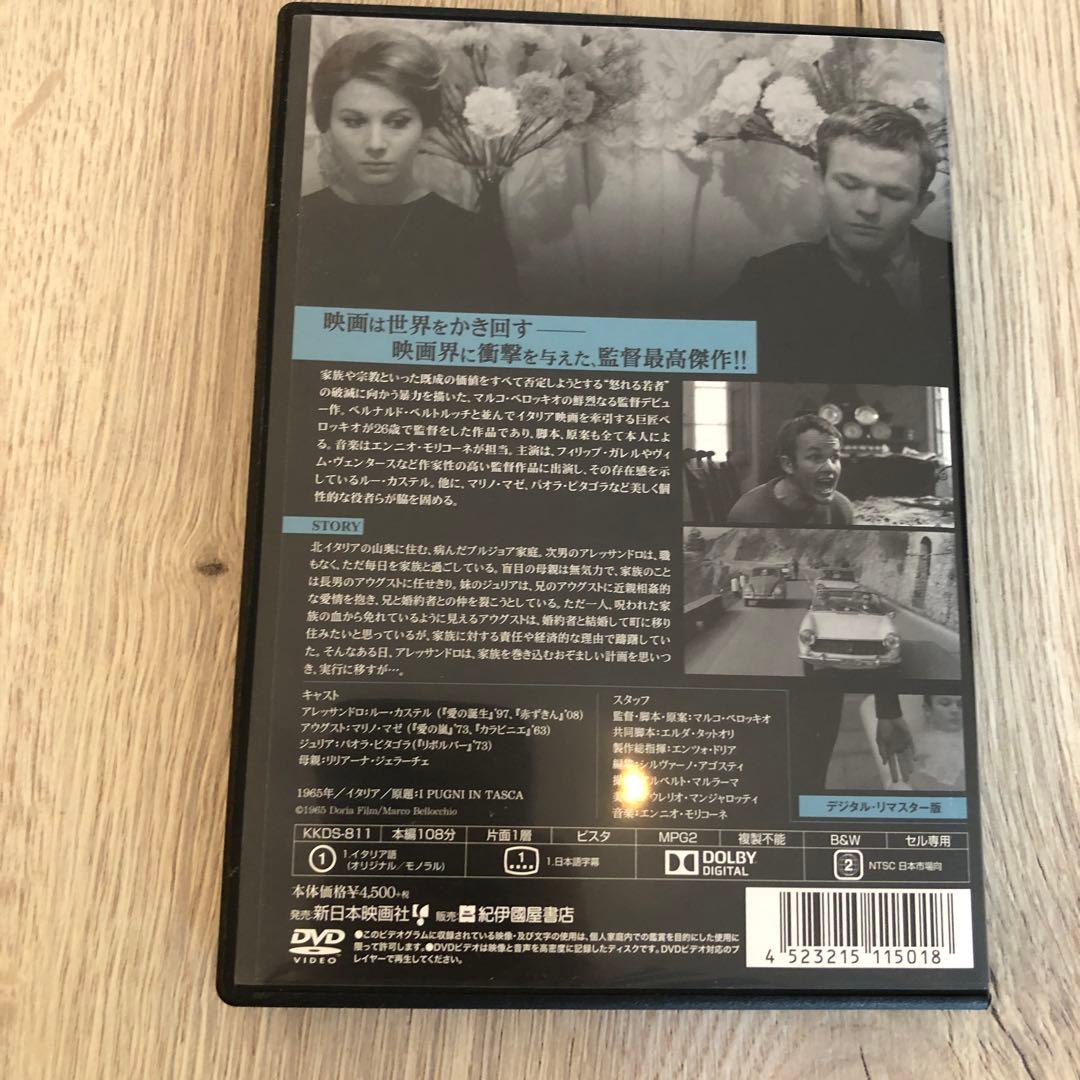 映画は世界をかき回す――
映画界に衝撃を与えた、監督最高傑作!!
家族や宗教といった既成の価値をすべて否定しようとする“怒れる若者”
の破滅に向かう暴力を描いた、マルコ・ベロッキオの鮮烈なる監督デビュ
ー作。ベルナルド・ベルトルッチと並んでイタリア映画を牽引する巨匠ベ
ロッキオが26歳で監督をした作品であり、脚本、原案も全て本人によ
る。音楽はエンニオ・モリコーネが担当。主演は、フィリップ・ガレルやヴィ
ム・ヴェンダースなど作家性の高い監督作品に出演し、その存在感を示
しているルー・カステル。他に、マリノ・マゼ、パオラ・ピタゴラなど美しく個
性的な役者らが脇を固める。
STORY
北イタリアの山奥に住む、病んだブルジョア家庭。次男のアレッサンドロは、職
もなく、ただ毎日を家族と過ごしている。盲目の母親は無気力で、家族のこと
は長男のアウグストに任せきり。妹のジュリアは、兄のアウグストに近親相姦的
な愛情を抱き、兄と婚約者との仲を裂こうとしている。ただ一人、呪われた家
族の血から免れているように見えるアウグストは、婚約者と結婚して町に移り
住みたいと思っているが、家族に対する責任や経済的な理由で躊躇してい
た。そんなある日、アレッサンドロは、家族を巻き込むおぞましい計画を思いつ
き、実行に移すが…。
キャスト
アレッサンドロ:ルー・カステル (『愛の誕生』'97、『赤ずきん』'08)
アウグスト:マリノ・マゼ (『愛の嵐』'73、『カラビニエ』'63)
ジュリア:パオラ・ピタゴラ(『リボルバー』'73)
母親:リリアーナ・ジェラーチェ
1965年/イタリア/原題:I PUGNI IN TASCA
©1965 Doria Film/Marco Bellocchio
スタッフ
監督・脚本・原案:マルコ・ベロッキオ
共同脚本:エルダ・タットオリ
製作総指揮:エンツォ・ドリア
編集:シルヴァーノ・アゴスティ
ルベルト・マルラーマ
ウレリオ・マンジャロッティ
音楽:エンニオ・モリコーネ
デジタル・リマスター版
KKDS-811 本編108分 片面1層 ビスタ MPG2 複製不能 B&W セル専用
1 1.イタリア語
(オリジナル/モノラル)
1 1.日本語字幕
DOLBY
DIGITAL
2 NTSC 日本市場向
本体価格¥4,500+税
発売:新日本映画社 販売:紀伊國屋書店
DVD
VIDEO
●このビデオグラムに収録されている映像・及び文字の使用は、個人家庭内での鑑賞を目的にした使用に
限って許可します。●DVDビデオは映像と音声を高密度に記録したディスクです。DVDビデオ対応のプ
レイヤーで再生してください。
4 523215 115018